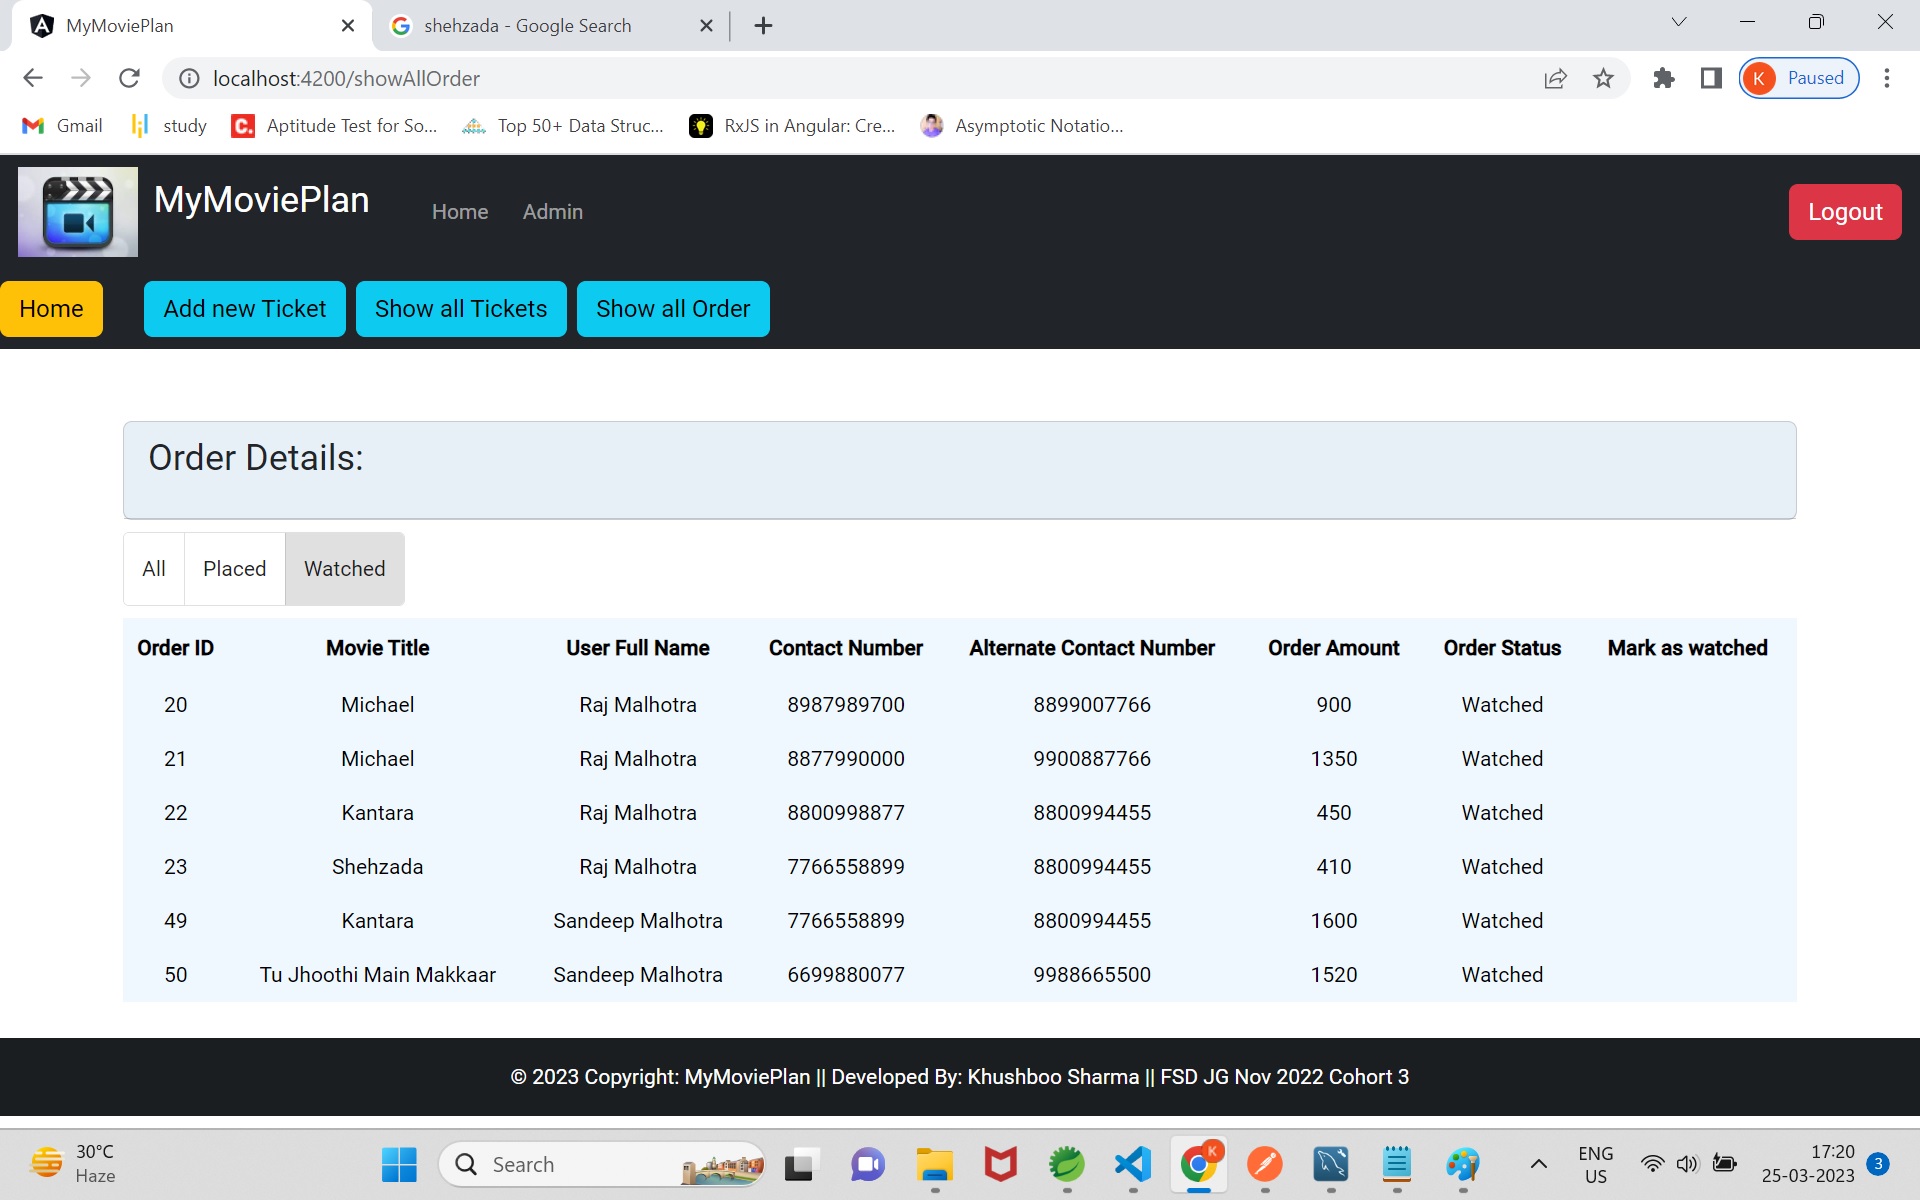 MyMoviePlan
shehzada - Google Search
localhost:4200/showAllOrder
K Paused
Gmail
study
C. Aptitude Test for So...
Top 50+ Data Struc...
RxJS in Angular: Cre...
Asymptotic Notatio...
MyMoviePlan Home Admin Logout
Home Add new Ticket Show all Tickets Show all Order
Order Details:
All Placed Watched
Order ID Movie Title User Full Name Contact Number Alternate Contact Number Order Amount Order Status Mark as watched
20 Michael Raj Malhotra 8987989700 8899007766 900 Watched
21 Michael Raj Malhotra 8877990000 9900887766 1350 Watched
22 Kantara Raj Malhotra 8800998877 8800994455 450 Watched
23 Shehzada Raj Malhotra 7766558899 8800994455 410 Watched
49 Kantara Sandeep Malhotra 7766558899 8800994455 1600 Watched
50 Tu Jhoothi Main Makkaar Sandeep Malhotra 6699880077 9988665500 1520 Watched
© 2023 Copyright: MyMoviePlan || Developed By: Khushboo Sharma || FSD JG Nov 2022 Cohort 3
30°C
Haze
Search
K
ENG
US
17:20
25-03-2023
3